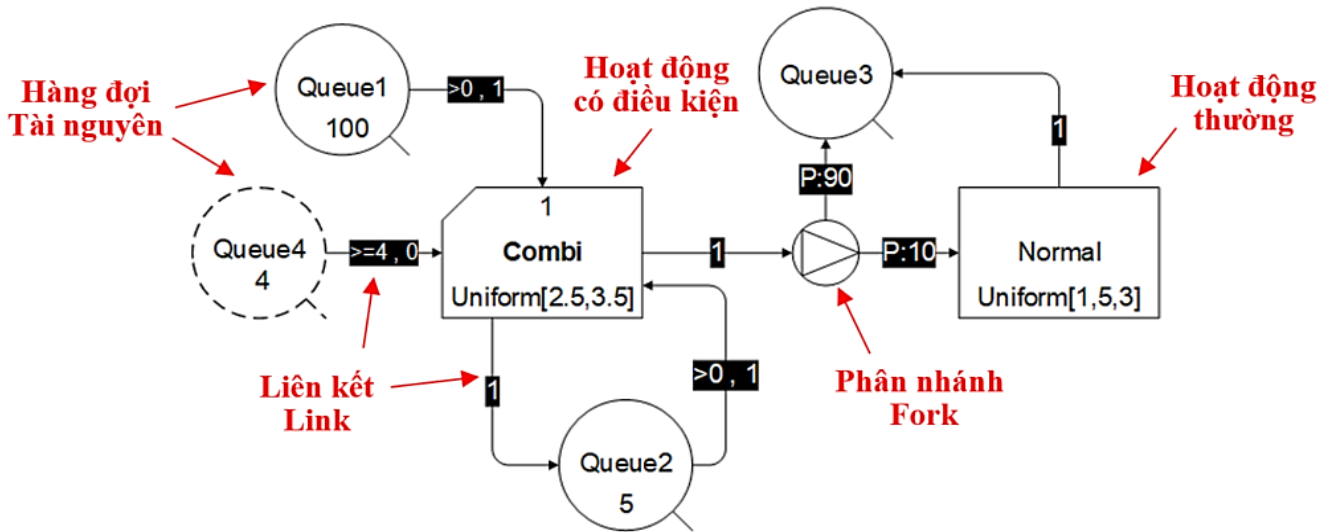 Hàng đợi
Tài nguyên
Queue1
100
>0 , 1
Hoạt động
có điều kiện
Queue3
Hoạt động
thường
1
P:90
Queue4
4
>=4 , 0
1
Combi
Uniform[2.5,3.5]
1
P:10
Normal
Uniform[1,5,3]
Liên kết
Link
1
>0 , 1
Phân nhánh
Fork
Queue2
5